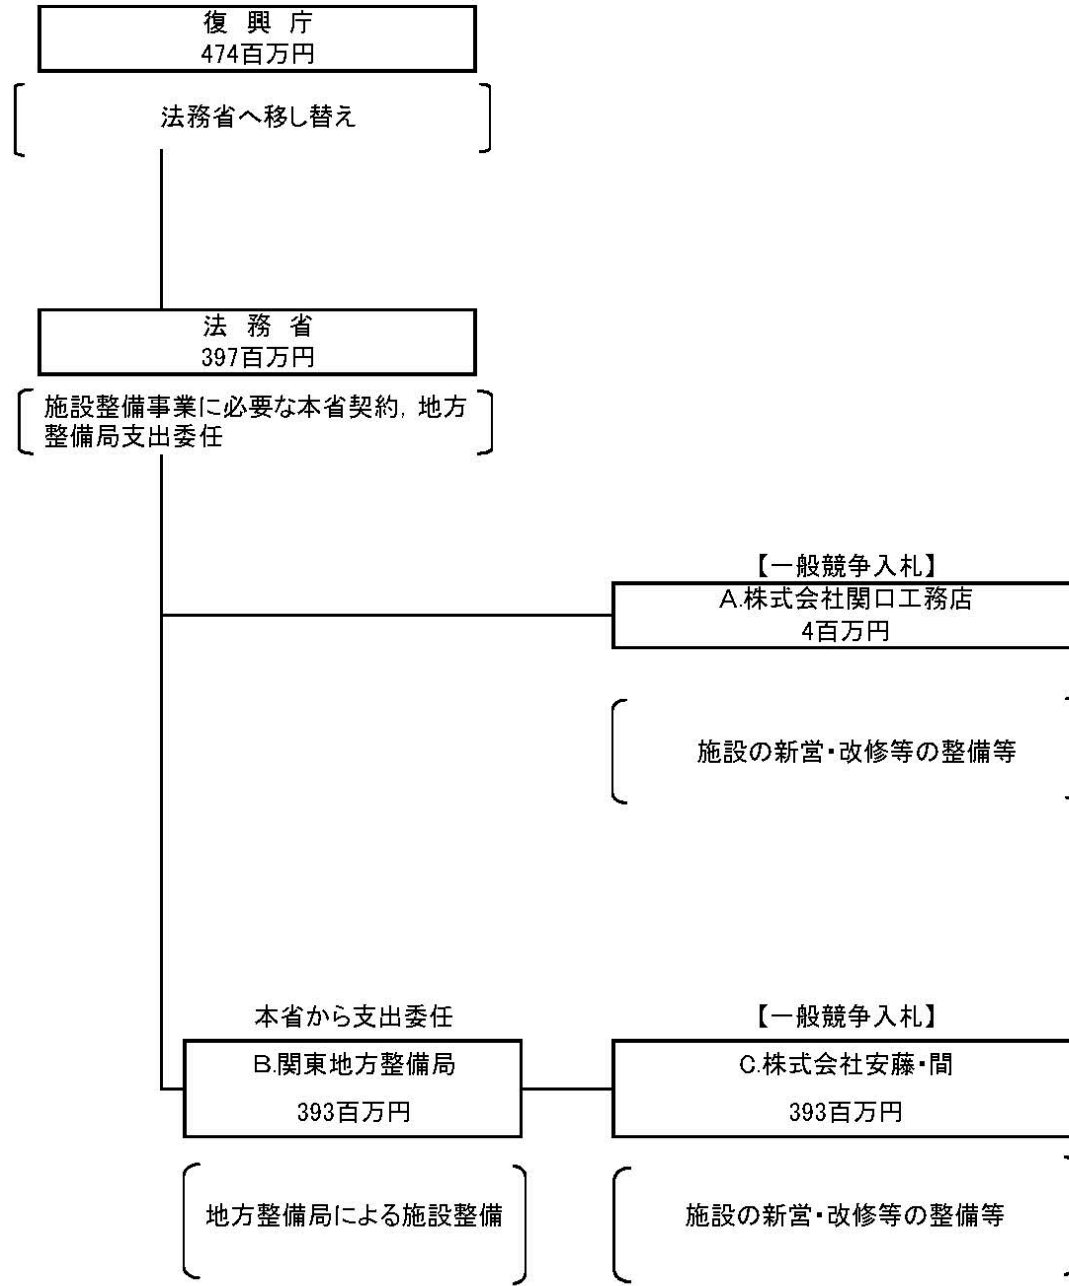 復 興 庁
474百万円
法務省へ移し替え
法 務 省
397百万円
施設整備事業に必要な本省契約，地方
整備局支出委任
【一般競争入札】
A.株式会社関口工務店
4百万円
施設の新営・改修等の整備等
本省から支出委任
【一般競争入札】
B.関東地方整備局
C.株式会社安藤・間
393百万円
393百万円
地方整備局による施設整備
施設の新営・改修等の整備等